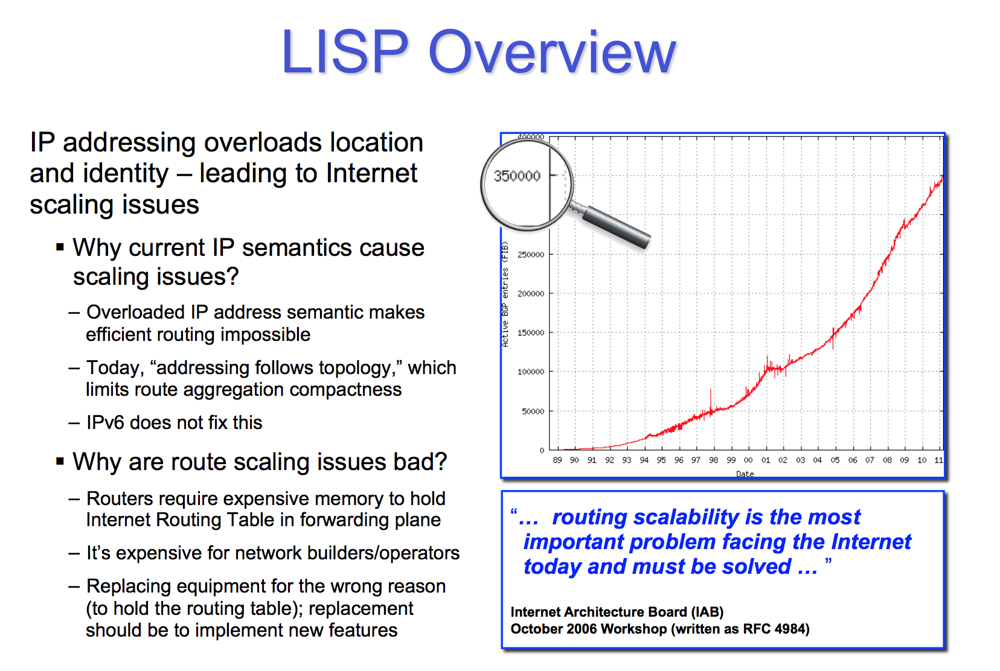 LISP Overview
IP addressing overloads location
and identity – leading to Internet
scaling issues
▪ Why current IP semantics cause
scaling issues?
– Overloaded IP address semantic makes
efficient routing impossible
– Today, “addressing follows topology,” which
limits route aggregation compactness
– IPv6 does not fix this
▪ Why are route scaling issues bad?
– Routers require expensive memory to hold
Internet Routing Table in forwarding plane
– It’s expensive for network builders/operators
– Replacing equipment for the wrong reason
(to hold the routing table); replacement
should be to implement new features
400000
350000
250000
200000
150000
100000
50000
0
Active BGP entries (FIB)
89 90 91 92 93 94 95 96 97 98 99 00 01 02 03 04 05 06 07 08 09 10 11
Date
“… routing scalability is the most
important problem facing the Internet
today and must be solved … ”
Internet Architecture Board (IAB)
October 2006 Workshop (written as RFC 4984)